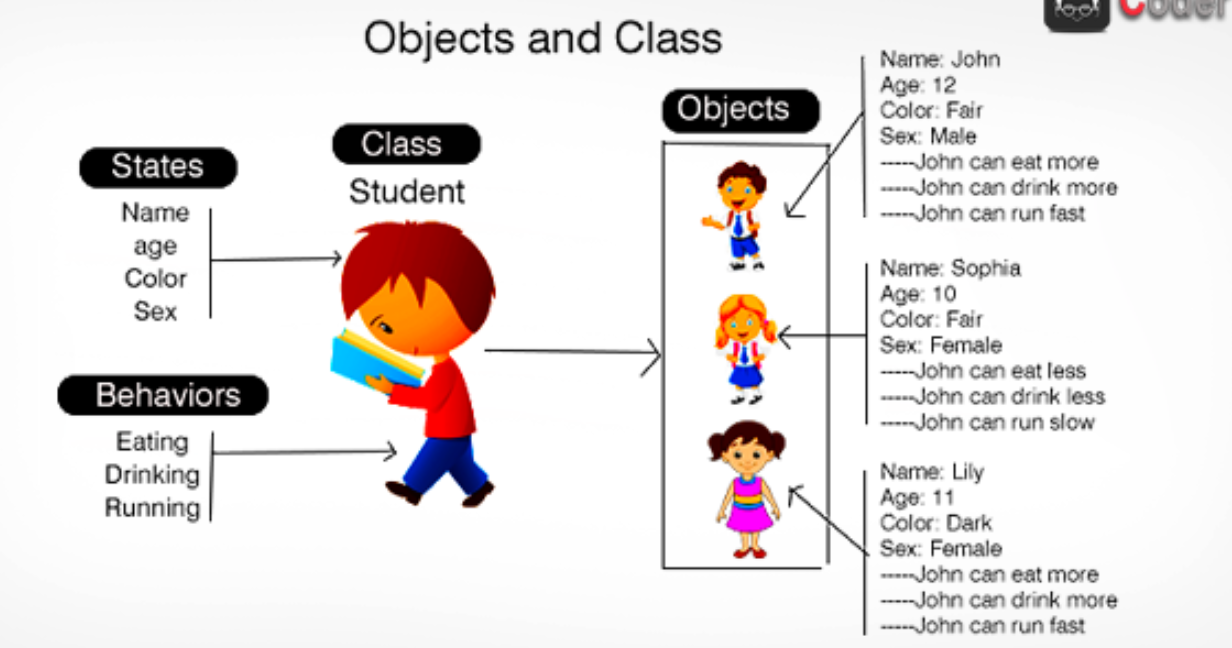 Coder
Objects and Class
States
Name
age
Color
Sex
Behaviors
Eating
Drinking
Running
Class
Student
Objects
Name: John
Age: 12
Color: Fair
Sex: Male
-----John can eat more
-----John can drink more
-----John can run fast
Name: Sophia
Age: 10
Color: Fair
Sex: Female
-----John can eat less
-----John can drink less
-----John can run slow
Name: Lily
Age: 11
Color: Dark
Sex: Female
-----John can eat more
-----John can drink more
-----John can run fast